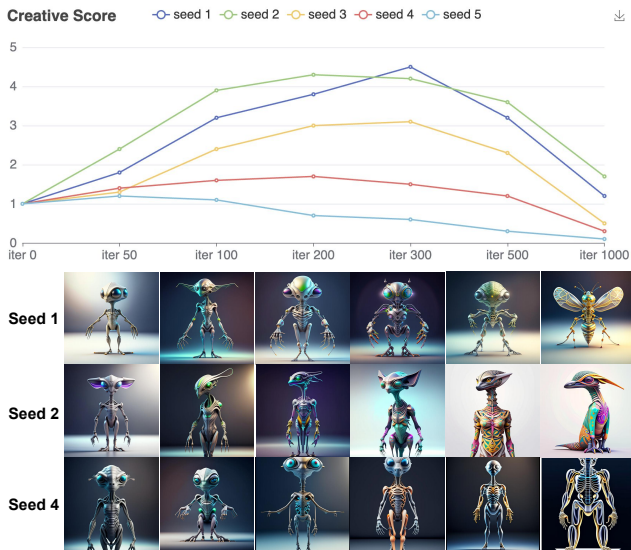 Creative Score
seed 1 seed 2 seed 3 seed 4 seed 5
5
4
3
2
1
0
iter 0 iter 50 iter 100 iter 200 iter 300 iter 500 iter 1000
Seed 1
Seed 2
Seed 4